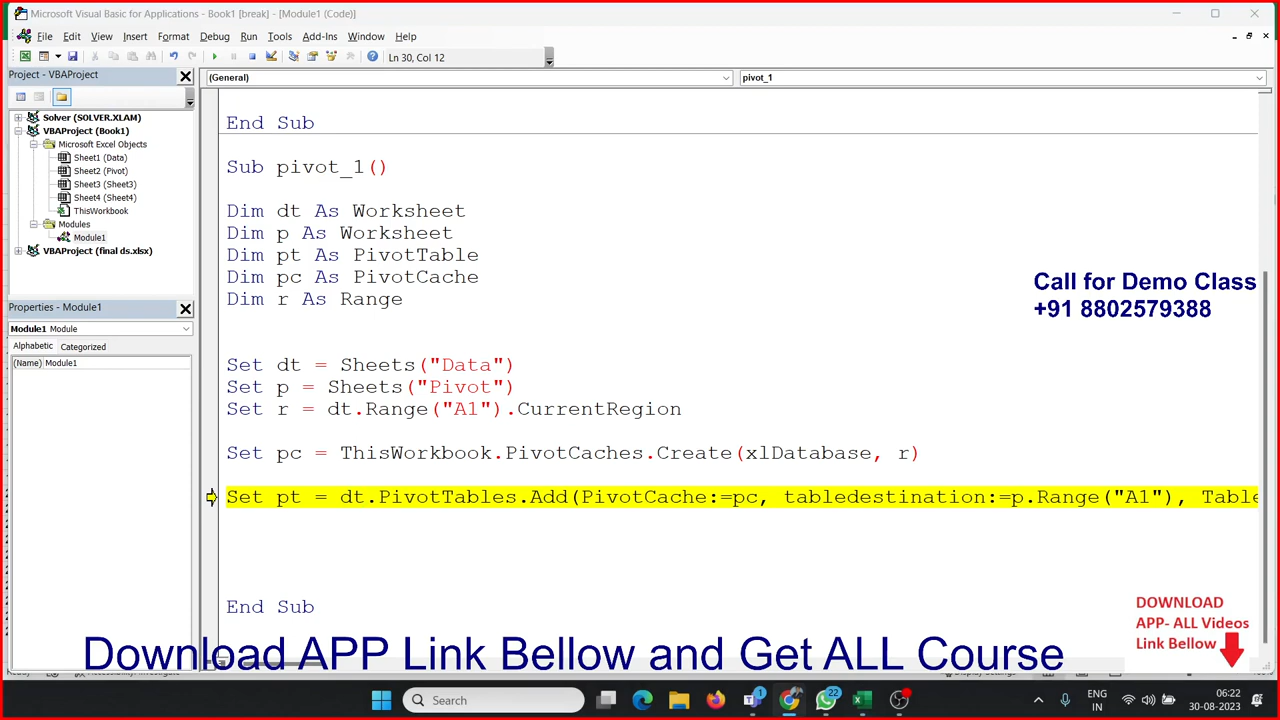 Microsoft Visual Basic for Applications - Book1 [break] - [Module1 (Code)]
File Edit View Insert Format Debug Run Tools Add-Ins Window Help
Ln 30, Col 12
Project - VBAProject
(General)
pivot_1
Solver (SOLVER.XLAM)
VBAProject (Book1)
Microsoft Excel Objects
Sheet1 (Data)
Sheet2 (Pivot)
Sheet3 (Sheet3)
Sheet4 (Sheet4)
ThisWorkbook
Modules
Module1
VBAProject (final ds.xlsx)
Properties - Module1
Module1 Module
Alphabetic Categorized
(Name) Module1
End Sub
Sub pivot_1()
Dim dt As Worksheet
Dim p As Worksheet
Dim pt As PivotTable
Dim pc As PivotCache
Dim r As Range
Set dt = Sheets("Data")
Set p = Sheets("Pivot")
Set r = dt.Range("A1").CurrentRegion
Set pc = ThisWorkbook.PivotCaches.Create(xlDatabase, r)
Set pt = dt.PivotTables.Add(PivotCache:=pc, tabledestination:=p.Range("A1"), Table
End Sub
Call for Demo Class
+91 8802579388
DOWNLOAD
APP- ALL Videos
Link Bellow
Download APP Link Bellow and Get ALL Course
Search
1
22
ENG
IN
06:22
30-08-2023